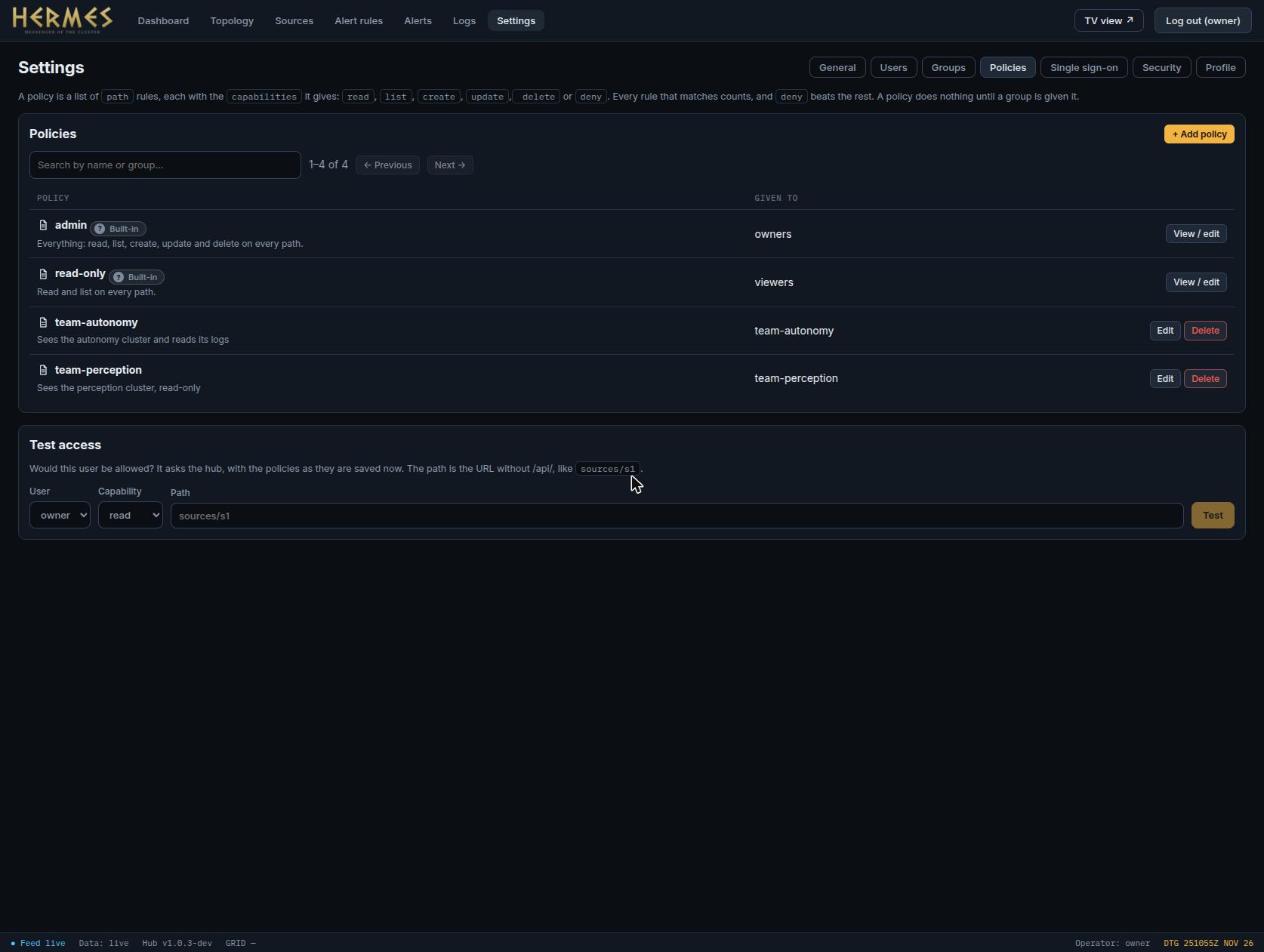 HERMES
MESSENGER OF THE CLUSTER
Dashboard Topology Sources Alert rules Alerts Logs Settings
TV view ↗ Log out (owner)
Settings
General Users Groups Policies Single sign-on Security Profile
A policy is a list of path rules, each with the capabilities it gives: read, list, create, update, delete or deny. Every rule that matches counts, and deny beats the rest. A policy does nothing until a group is given it.
Policies
+ Add policy
Search by name or group...
1–4 of 4 ← Previous Next →
POLICY GIVEN TO
admin ? Built-in
Everything: read, list, create, update and delete on every path.
owners
View / edit
read-only ? Built-in
Read and list on every path.
viewers
View / edit
team-autonomy
Sees the autonomy cluster and reads its logs
team-autonomy
Edit Delete
team-perception
Sees the perception cluster, read-only
team-perception
Edit Delete
Test access
Would this user be allowed? It asks the hub, with the policies as they are saved now. The path is the URL without /api/, like sources/s1.
User Capability Path
owner read sources/s1 Test
Feed live Data: live Hub v1.0.3-dev GRID —
Operator: owner DTG 251055Z NOV 26